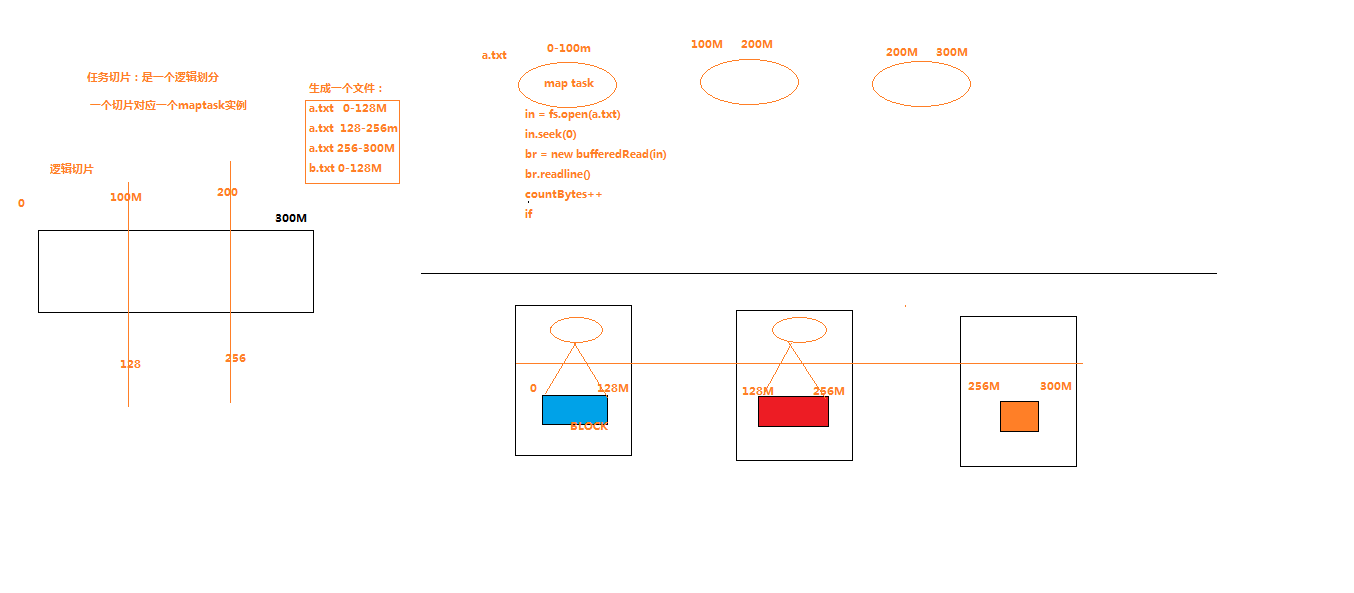 任务切片：是一个逻辑划分
一个切片对应一个maptask实例
生成一个文件：
a.txt 0-128M
a.txt 128-256m
a.txt 256-300M
b.txt 0-128M
逻辑切片
0
100M
200
300M
128
256
a.txt
0-100m
map task
100M 200M
200M 300M
in = fs.open(a.txt)
in.seek(0)
br = new bufferedRead(in)
br.readline()
countBytes++
if
0 128M
BLOCK
128M 256M
256M 300M